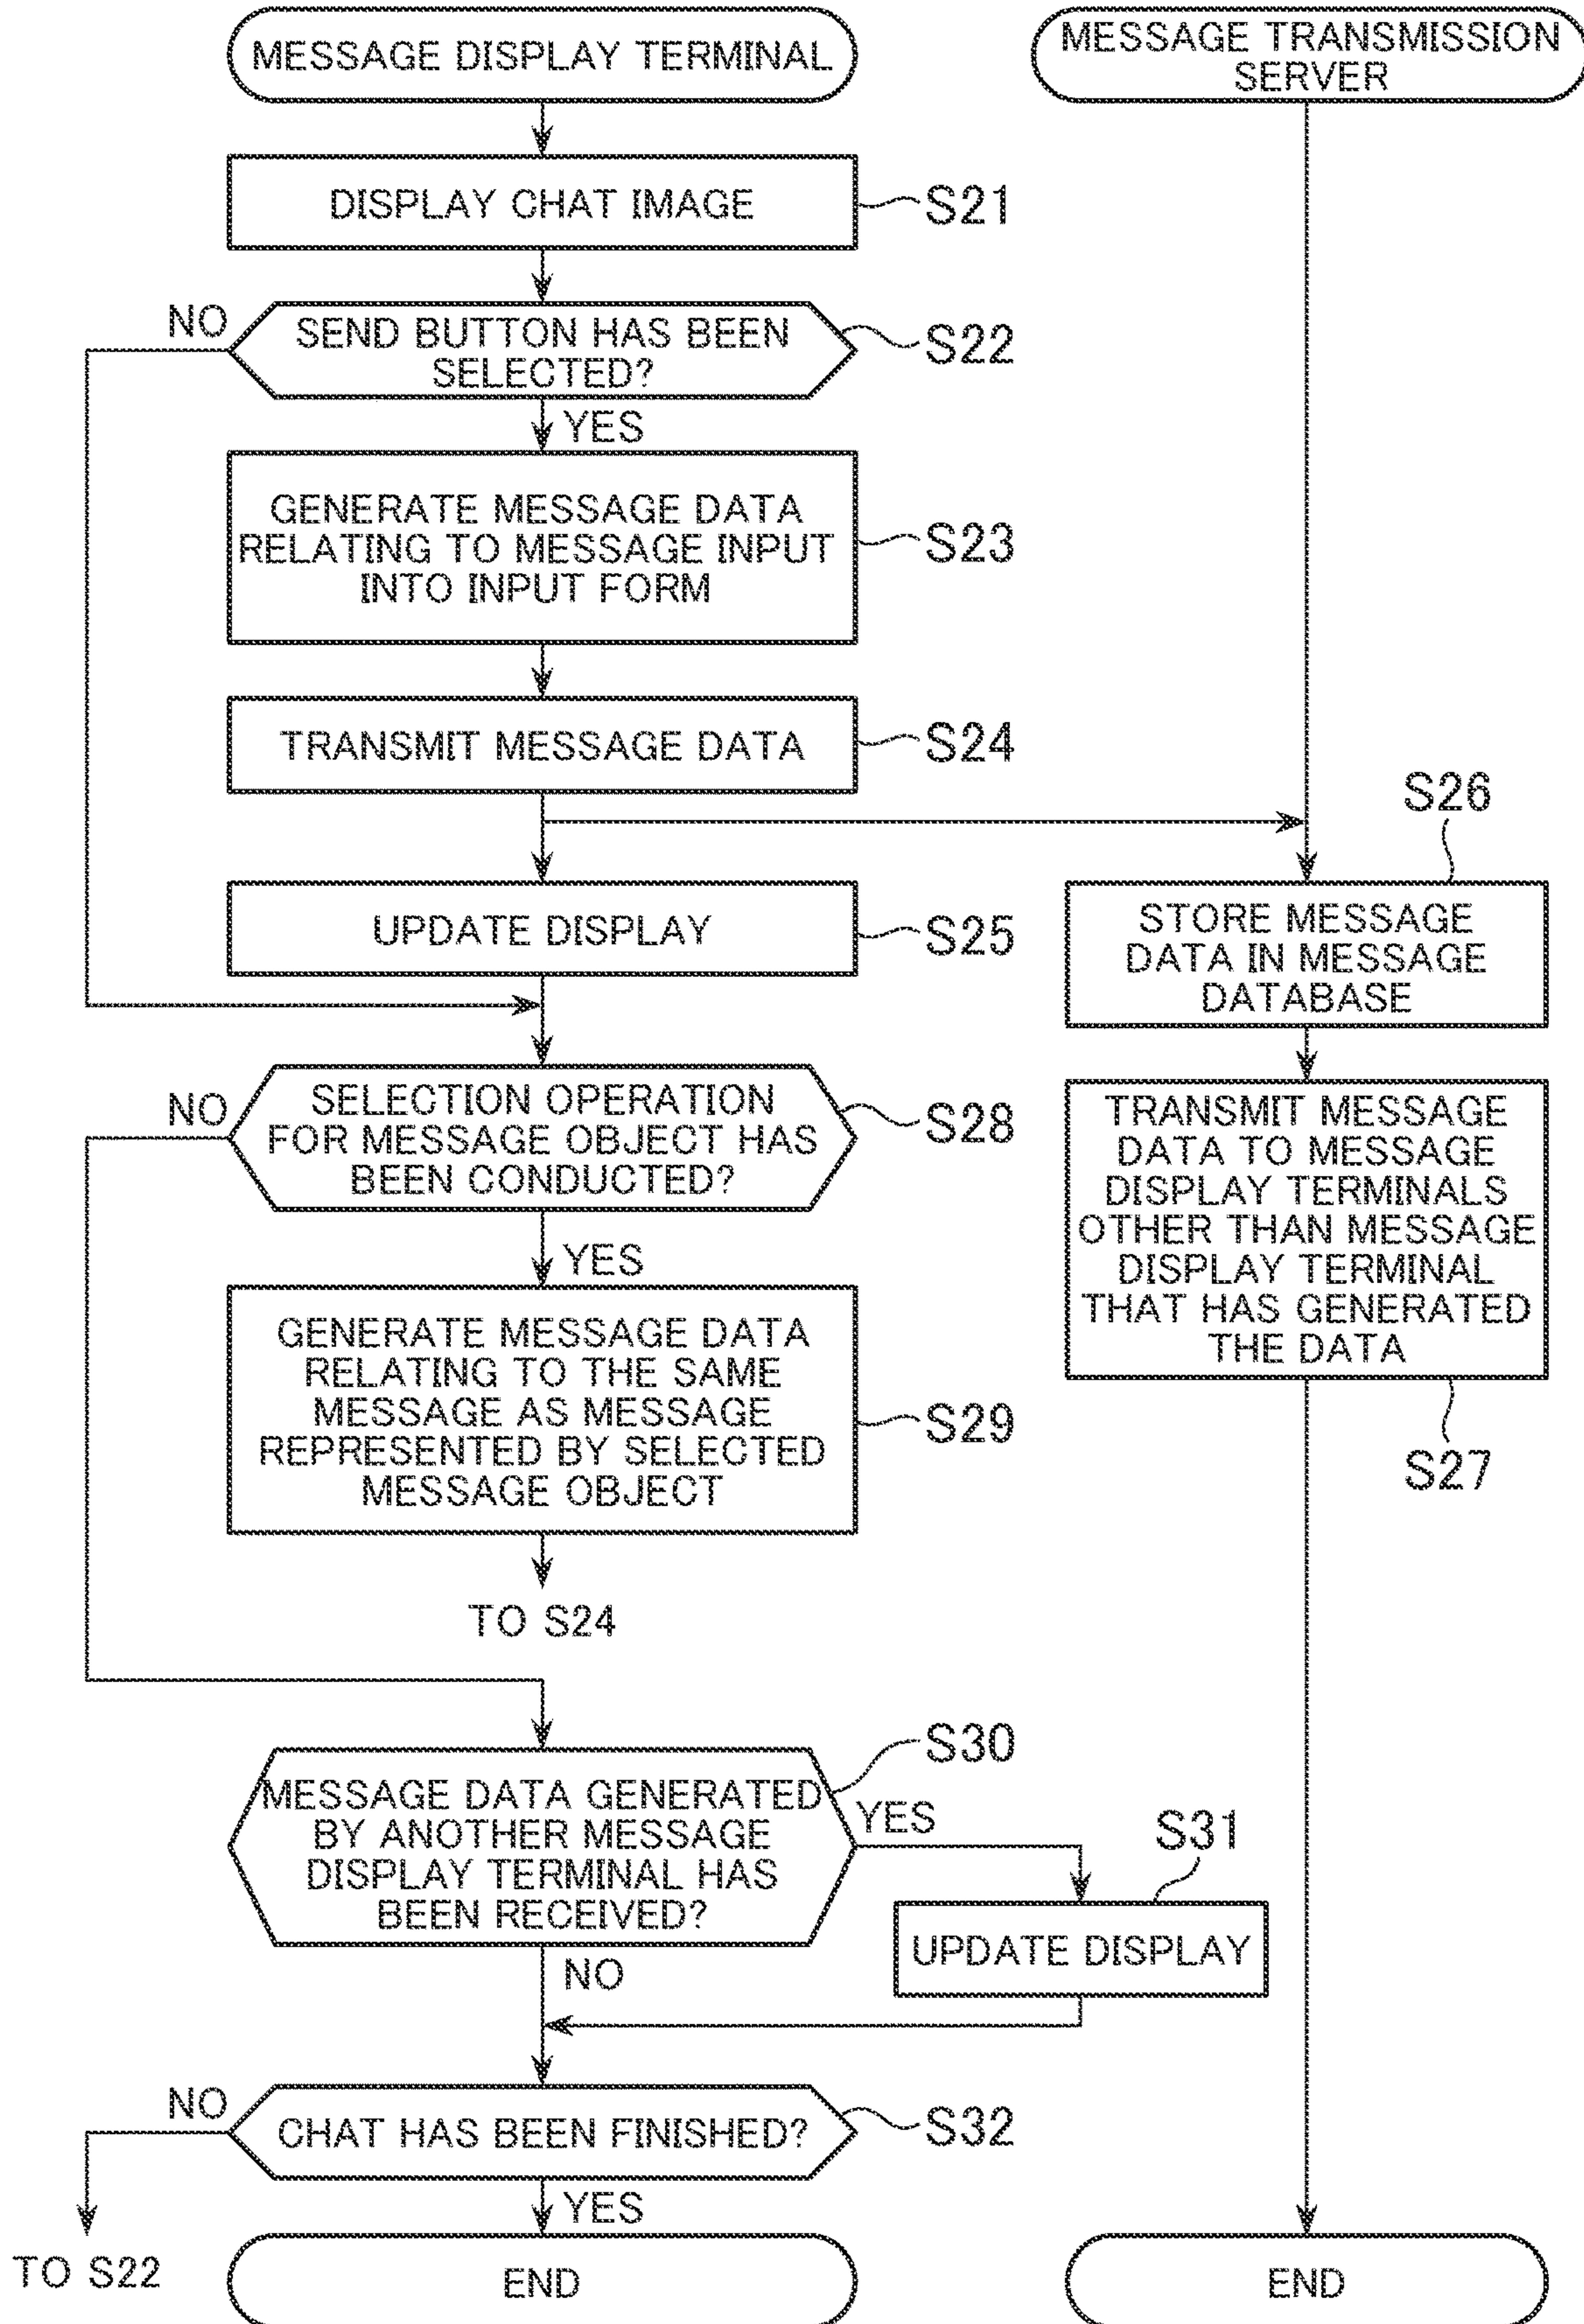 MESSAGE DISPLAY TERMINAL
MESSAGE TRANSMISSION
SERVER
DISPLAY CHAT IMAGE
S21
NO
SEND BUTTON HAS BEEN
SELECTED?
S22
YES
GENERATE MESSAGE DATA
RELATING TO MESSAGE INPUT
INTO INPUT FORM
S23
TRANSMIT MESSAGE DATA
S24
S26
UPDATE DISPLAY
S25
STORE MESSAGE
DATA IN MESSAGE
DATABASE
NO
SELECTION OPERATION
FOR MESSAGE OBJECT HAS
BEEN CONDUCTED?
S28
TRANSMIT MESSAGE
DATA TO MESSAGE
DISPLAY TERMINALS
OTHER THAN MESSAGE
DISPLAY TERMINAL
THAT HAS GENERATED
THE DATA
S27
YES
GENERATE MESSAGE DATA
RELATING TO THE SAME
MESSAGE AS MESSAGE
REPRESENTED BY SELECTED
MESSAGE OBJECT
S29
TO S24
S30
MESSAGE DATA GENERATED
BY ANOTHER MESSAGE
DISPLAY TERMINAL HAS
BEEN RECEIVED?
YES
S31
UPDATE DISPLAY
NO
NO
CHAT HAS BEEN FINISHED?
S32
YES
TO S22
END
END